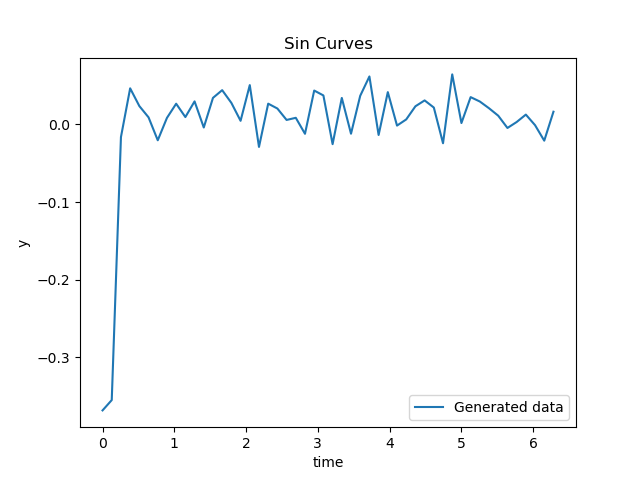 Sin Curves
y
0.0
−0.1
−0.2
−0.3
0 1 2 3 4 5 6
time
Generated data